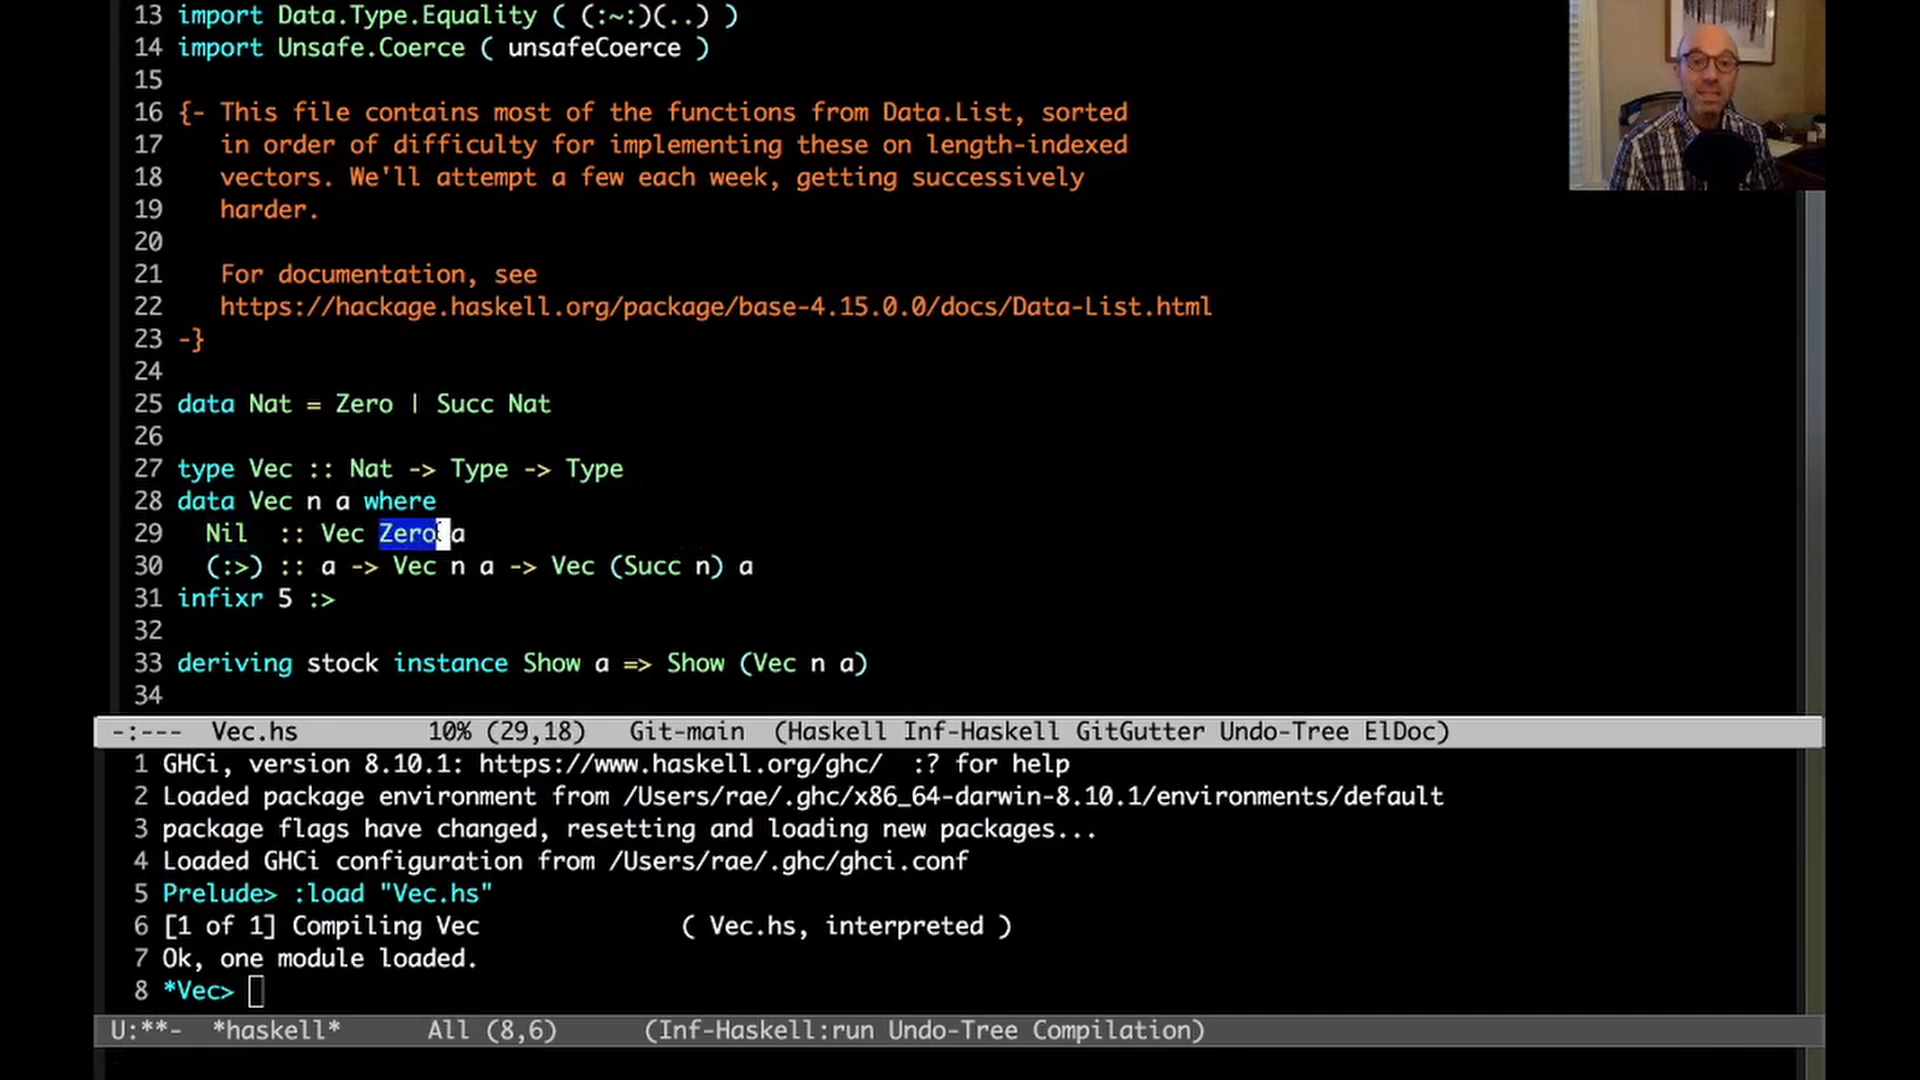 13 import Data.Type.Equality ( (:~:)(..) )
14 import Unsafe.Coerce ( unsafeCoerce )
15
16 {- This file contains most of the functions from Data.List, sorted
17 in order of difficulty for implementing these on length-indexed
18 vectors. We'll attempt a few each week, getting successively
19 harder.
20
21 For documentation, see
22 https://hackage.haskell.org/package/base-4.15.0.0/docs/Data-List.html
23 -}
24
25 data Nat = Zero | Succ Nat
26
27 type Vec :: Nat -> Type -> Type
28 data Vec n a where
29 Nil :: Vec Zero a
30 (:>) :: a -> Vec n a -> Vec (Succ n) a
31 infixr 5 :>
32
33 deriving stock instance Show a => Show (Vec n a)
34
-:--- Vec.hs 10% (29,18) Git-main (Haskell Inf-Haskell GitGutter Undo-Tree ElDoc)
1 GHCi, version 8.10.1: https://www.haskell.org/ghc/ :? for help
2 Loaded package environment from /Users/rae/.ghc/x86_64-darwin-8.10.1/environments/default
3 package flags have changed, resetting and loading new packages...
4 Loaded GHCi configuration from /Users/rae/.ghc/ghci.conf
5 Prelude> :load "Vec.hs"
6 [1 of 1] Compiling Vec ( Vec.hs, interpreted )
7 Ok, one module loaded.
8 *Vec>
U:**- *haskell* All (8,6) (Inf-Haskell:run Undo-Tree Compilation)